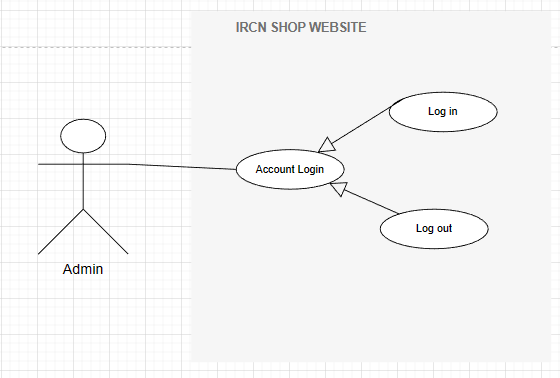 IRCN SHOP WEBSITE
Log in
Account Login
Log out
Admin